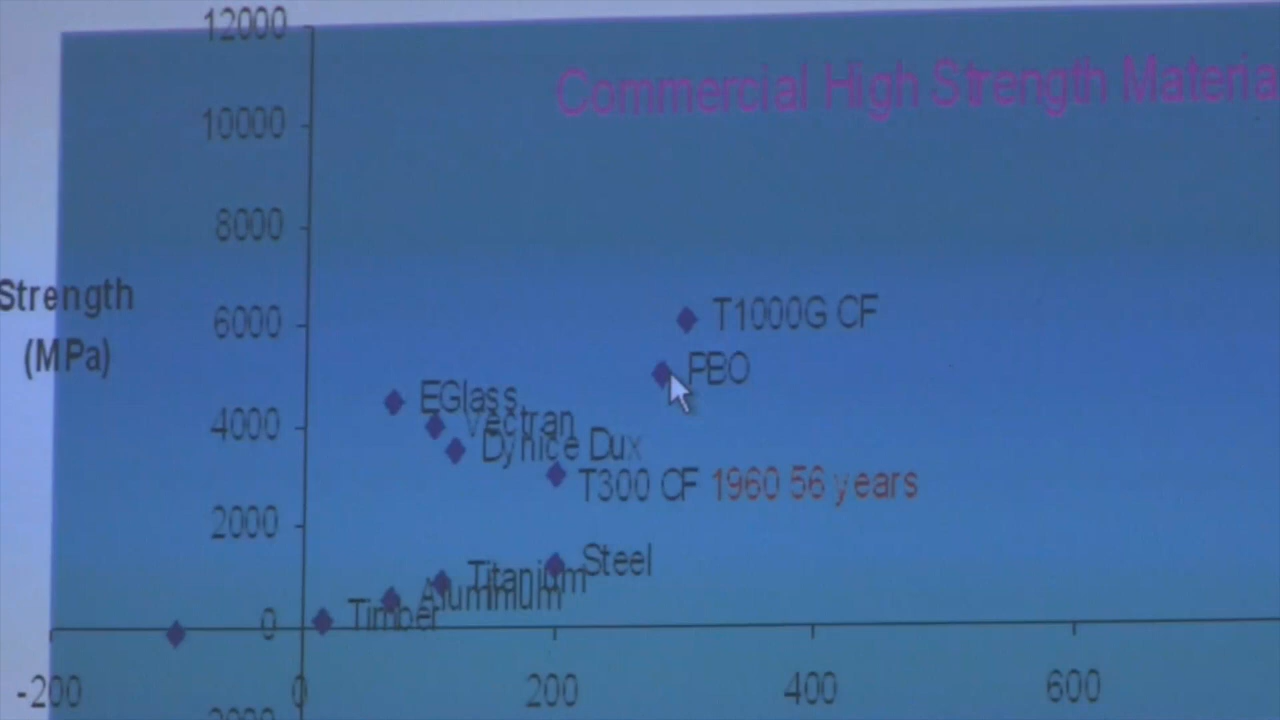 12000
Commercial High Strength Materia
10000
8000
Strength
(MPa)
6000
T1000G CF
PBO
EGlass
Vectran
4000
Dynice Dux
T300 CF 1960 56 years
2000
Steel
Titanium
Aluminium
Timber
0
-200
0
200
400
600